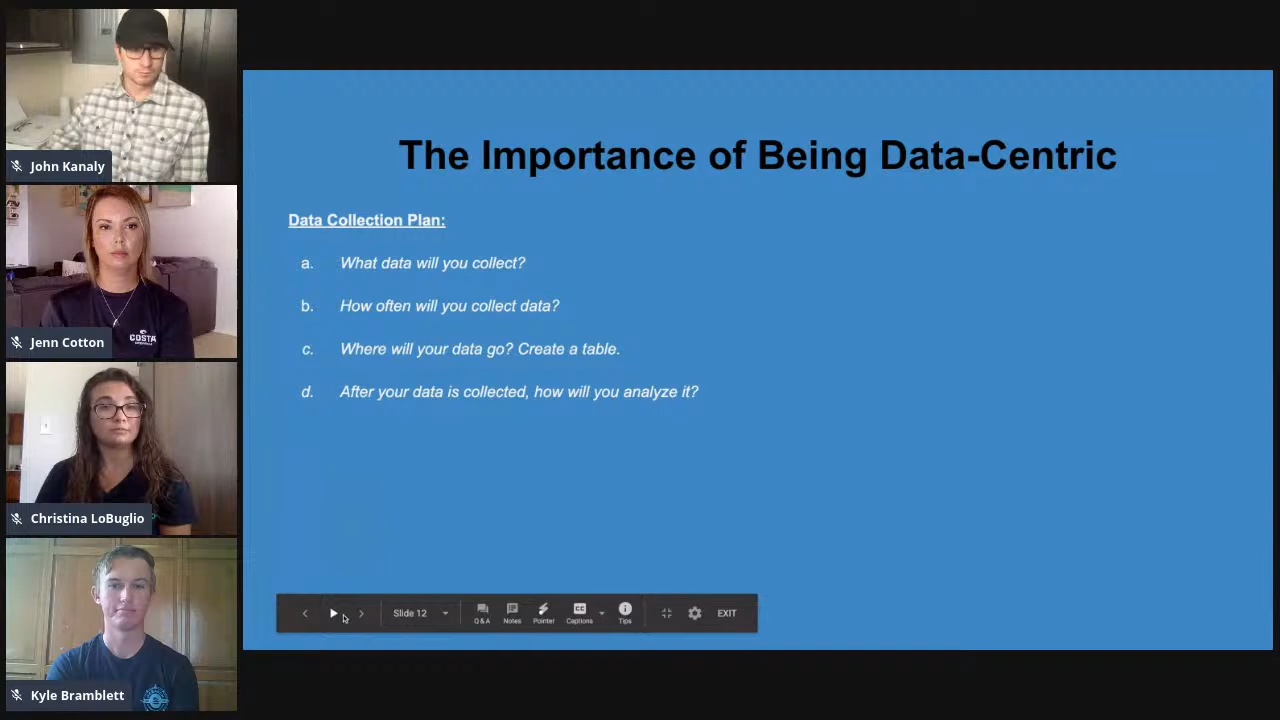 John Kanaly
Jenn Cotton
Christina LoBuglio
Kyle Bramblett
COSTA
The Importance of Being Data-Centric
Data Collection Plan:
a. What data will you collect?
b. How often will you collect data?
c. Where will your data go? Create a table.
d. After your data is collected, how will you analyze it?
Slide 12
Q & A
Notes
Pointer
CC
Captions
Tips
EXIT